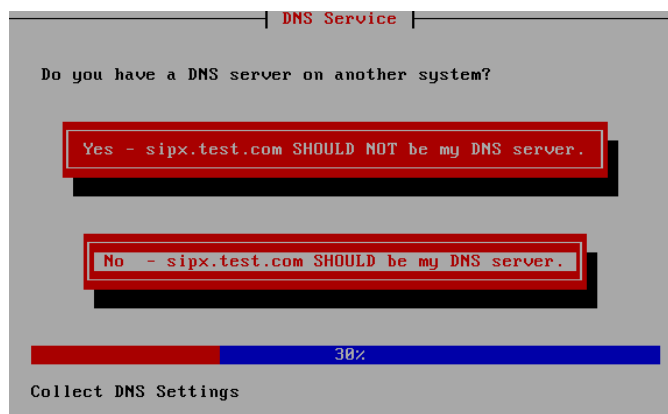 DNS Service
Do you have a DNS server on another system?
Yes - sipx.test.com SHOULD NOT be my DNS server.
No - sipx.test.com SHOULD be my DNS server.
30%
Collect DNS Settings